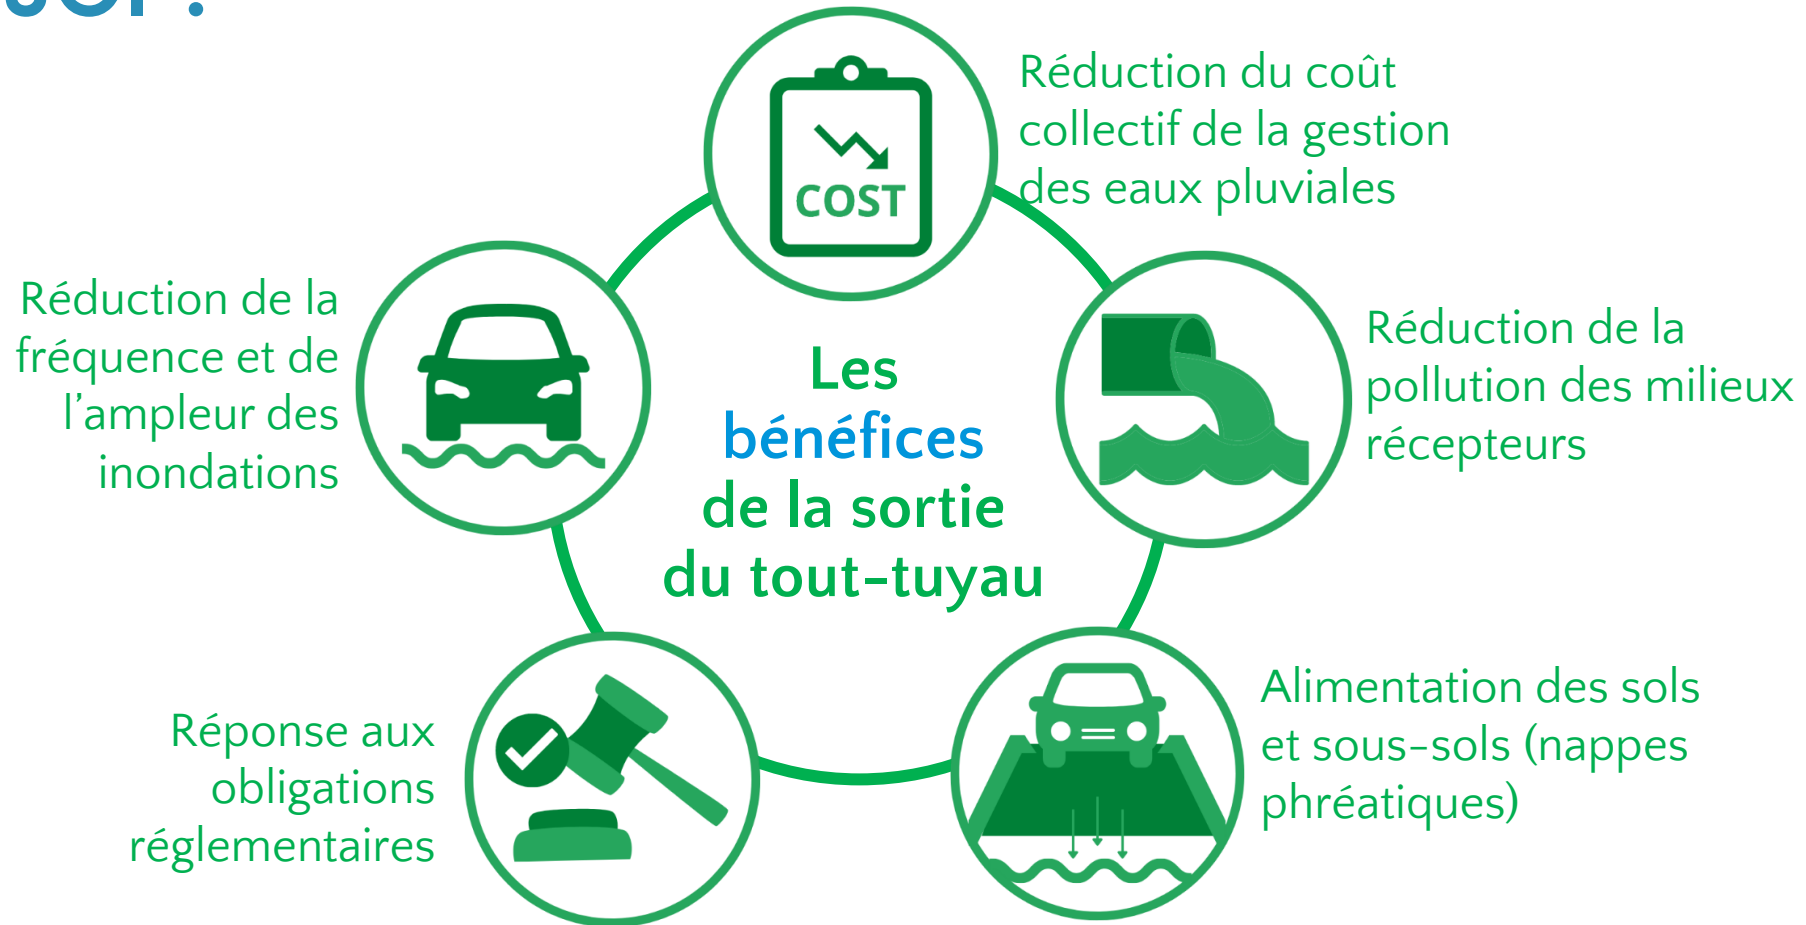 COST
Réduction du coût
collectif de la gestion
des eaux pluviales
Réduction de la
fréquence et de
l’ampleur des
inondations
Les
bénéfices
de la sortie
du tout-tuyau
Réduction de la
pollution des milieux
récepteurs
Réponse aux
obligations
réglementaires
Alimentation des sols
et sous-sols (nappes
phréatiques)